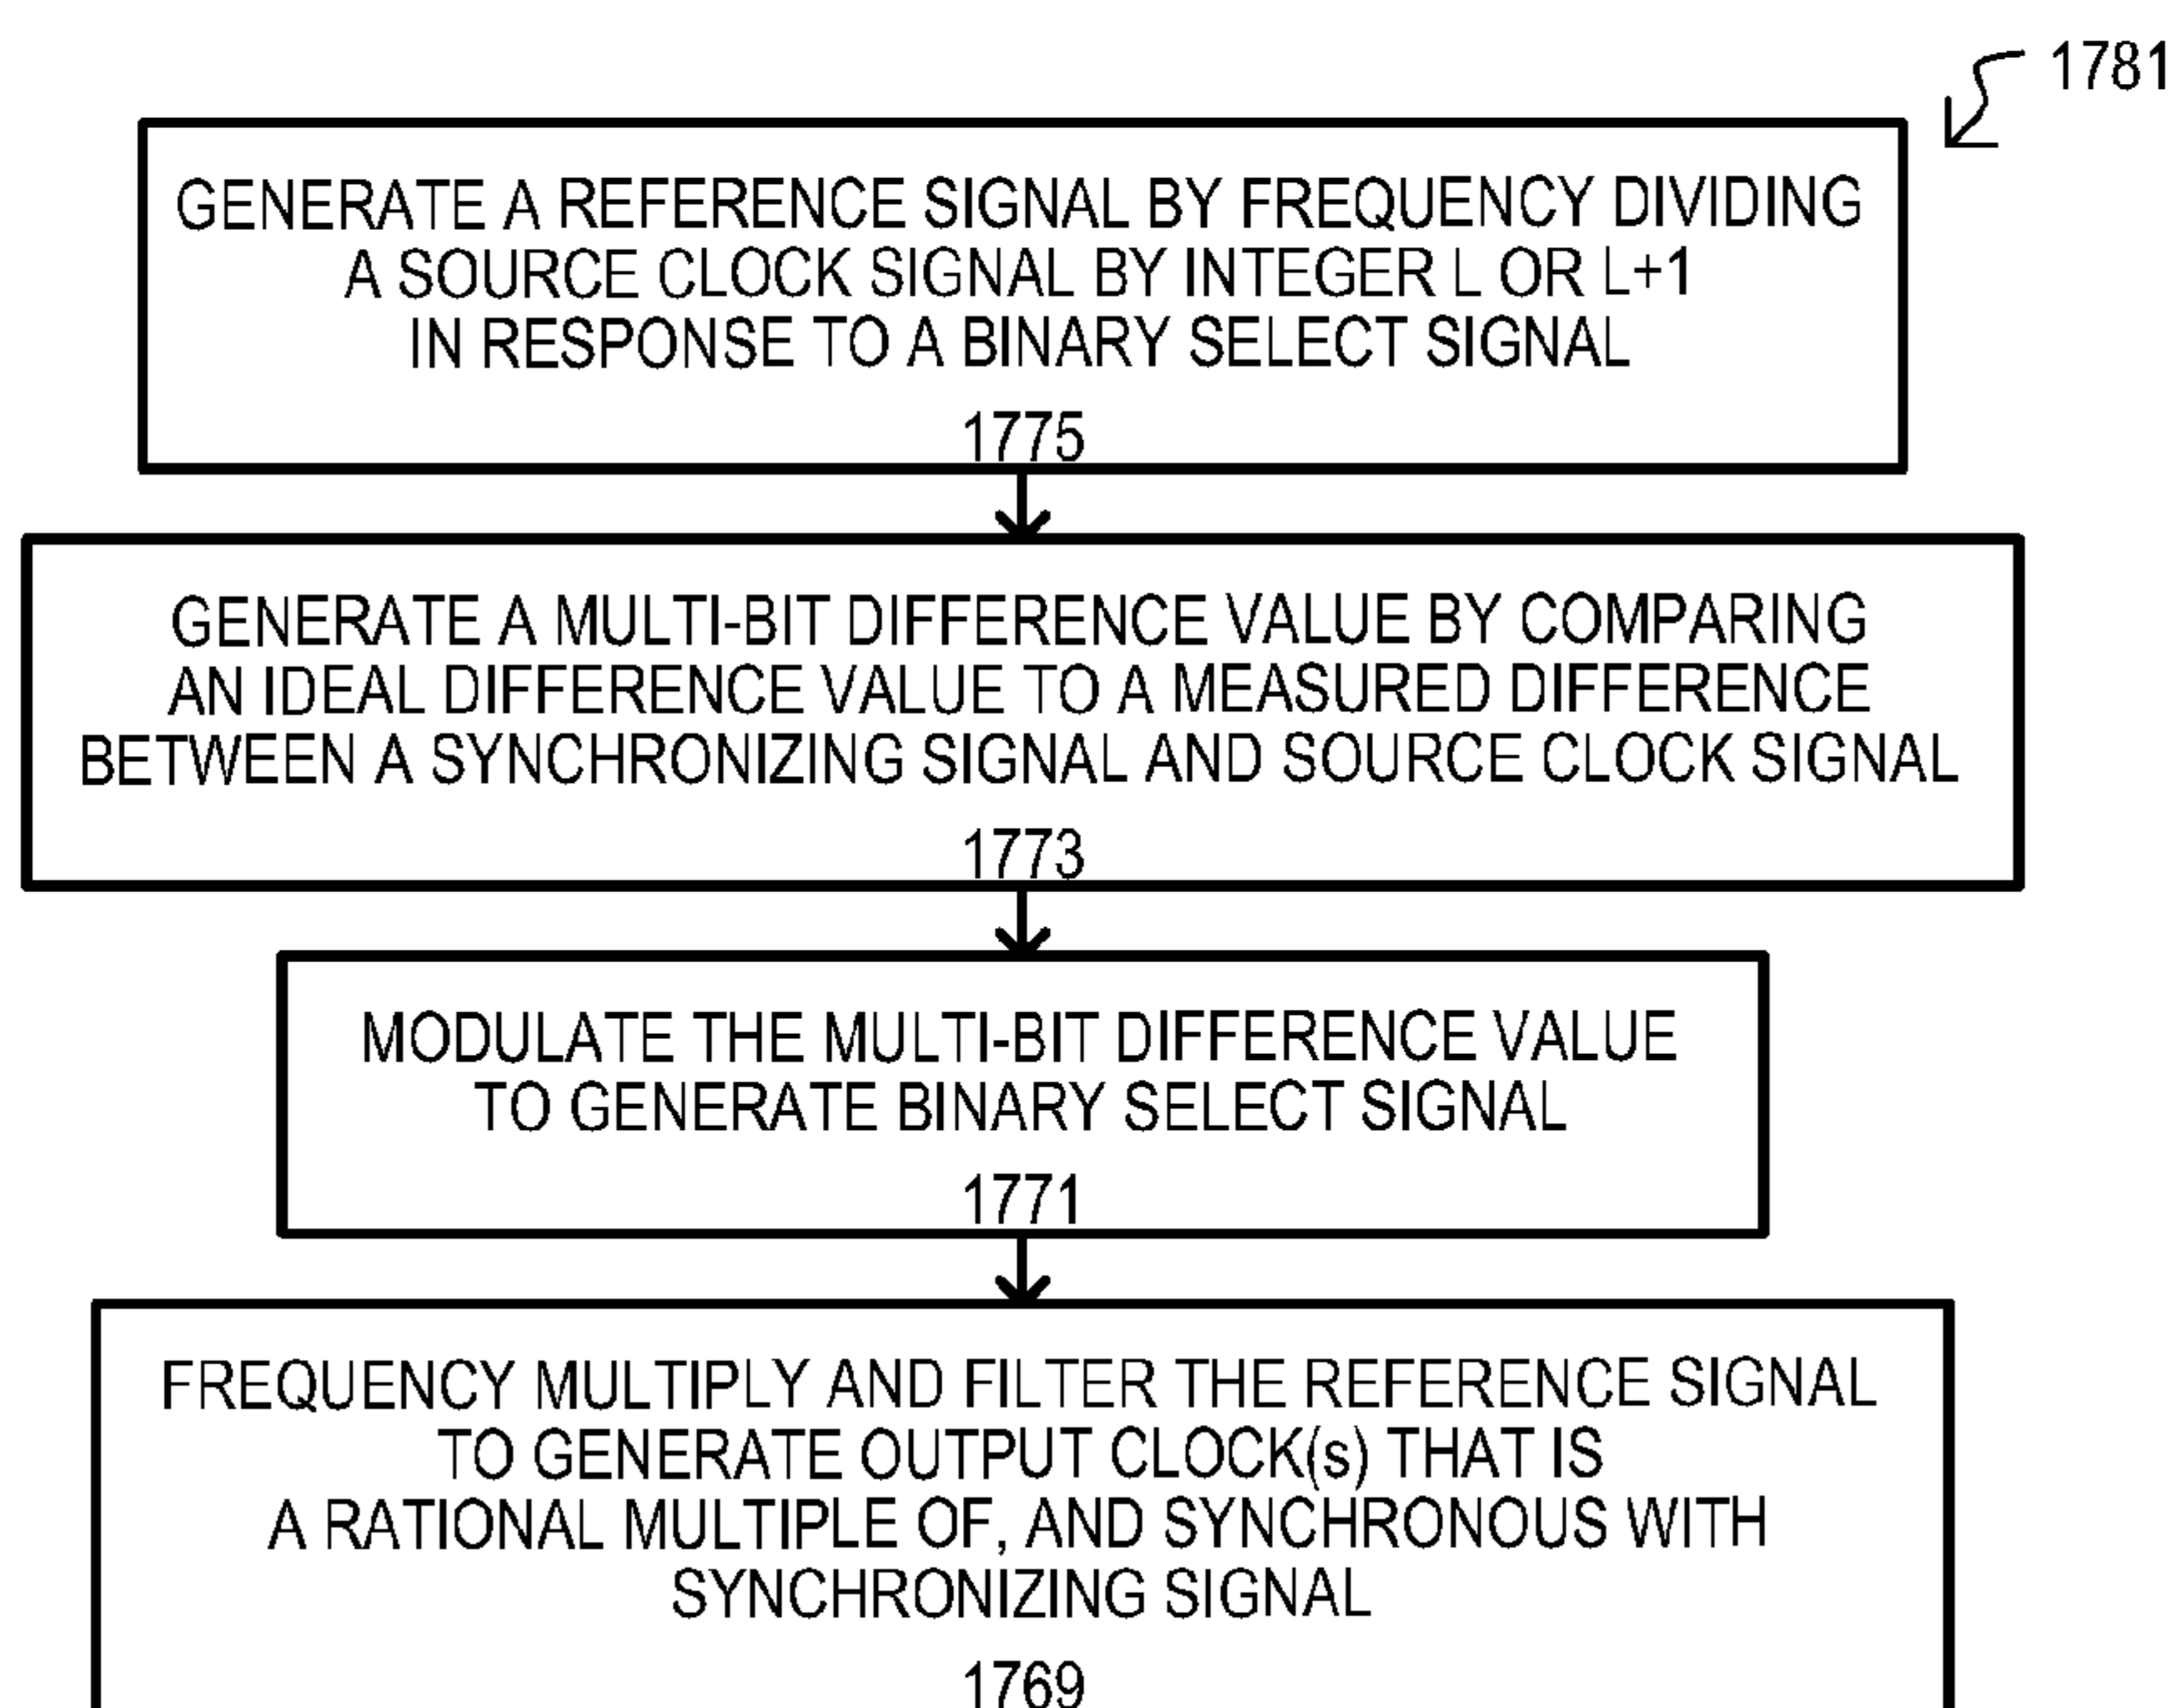 1781
GENERATE A REFERENCE SIGNAL BY FREQUENCY DIVIDING
A SOURCE CLOCK SIGNAL BY INTEGER L OR L+1
IN RESPONSE TO A BINARY SELECT SIGNAL
1775
GENERATE A MULTI-BIT DIFFERENCE VALUE BY COMPARING
AN IDEAL DIFFERENCE VALUE TO A MEASURED DIFFERENCE
BETWEEN A SYNCHRONIZING SIGNAL AND SOURCE CLOCK SIGNAL
1773
MODULATE THE MULTI-BIT DIFFERENCE VALUE
TO GENERATE BINARY SELECT SIGNAL
1771
FREQUENCY MULTIPLY AND FILTER THE REFERENCE SIGNAL
TO GENERATE OUTPUT CLOCK(s) THAT IS
A RATIONAL MULTIPLE OF, AND SYNCHRONOUS WITH
SYNCHRONIZING SIGNAL
1769